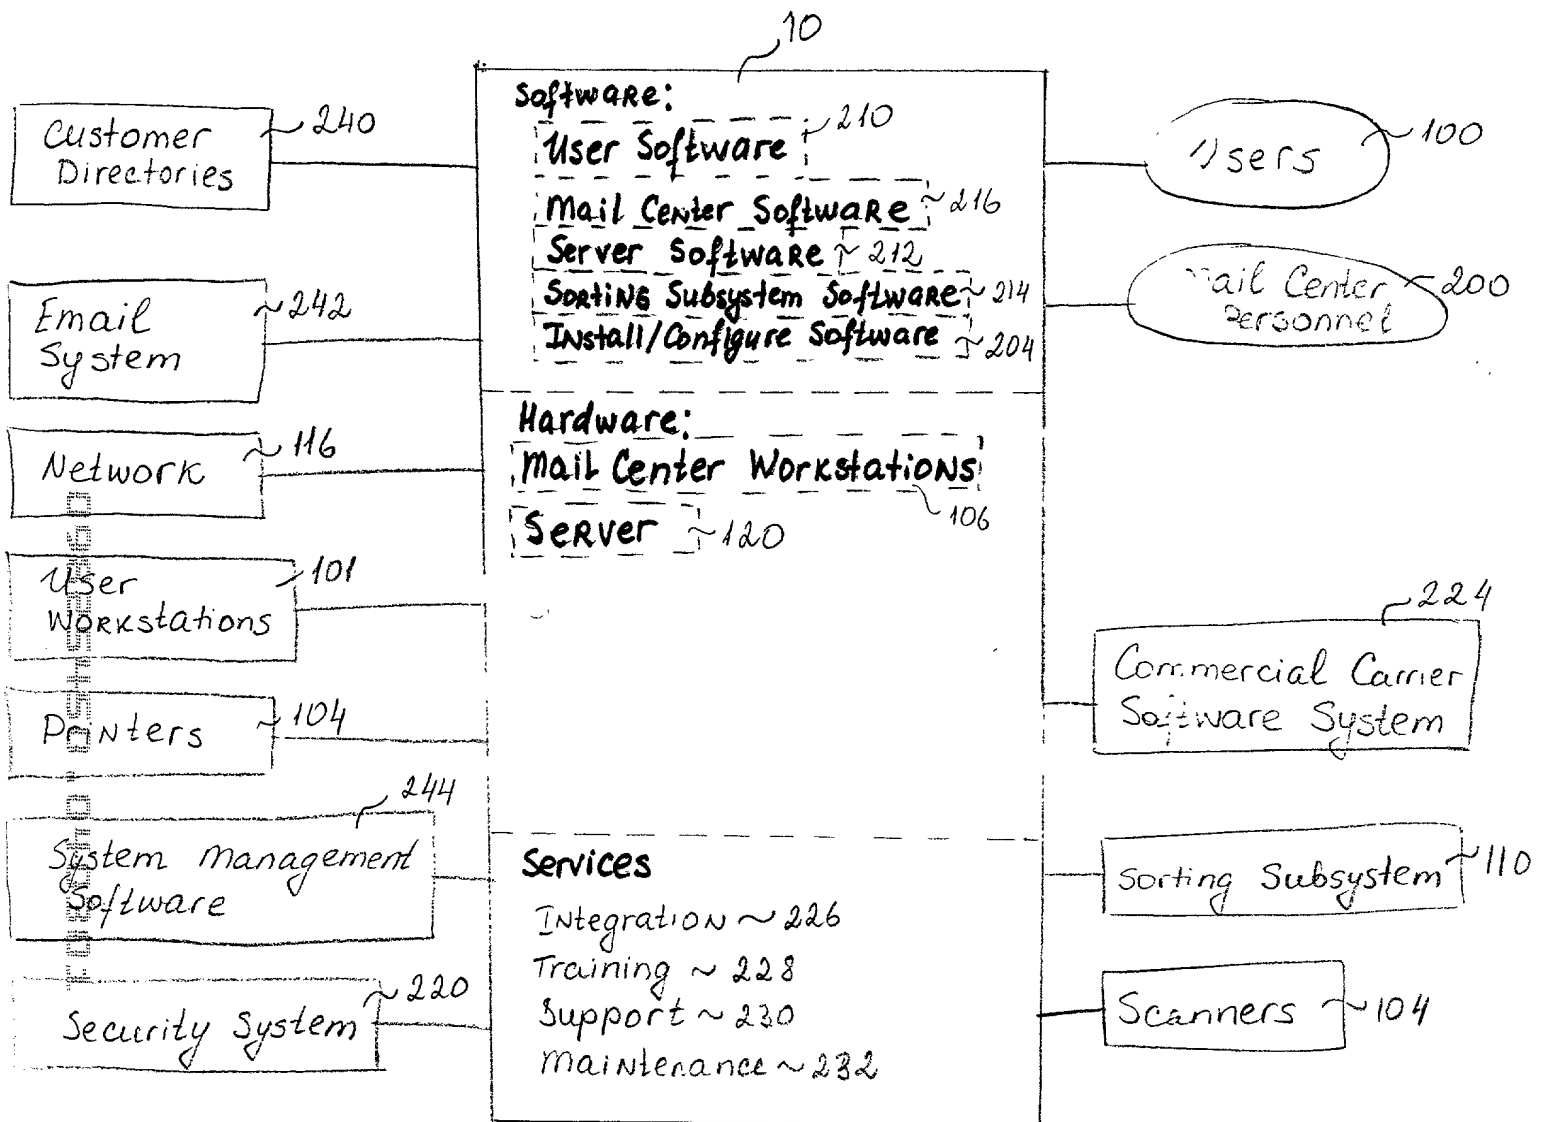 10
Software:
User Software 210
Mail Center Software 216
Server Software 212
Sorting Subsystem Software 214
Install/Configure Software 204
Hardware:
Mail Center Workstations
106
Server 120
Services
Integration ~ 226
Training ~ 228
Support ~ 230
Maintenance ~ 232
Customer 240
Directories
Email 242
System
Network 116
User 101
Workstations
Printers 104
244
System Management
Software
Security System 220
Users 100
Mail Center 200
Personnel
224
Commercial Carrier
Software System
Sorting Subsystem 110
Scanners 104